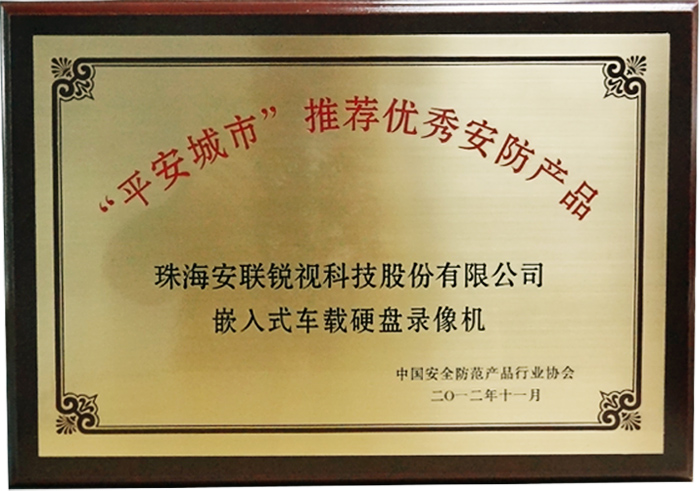 “平安城市”推荐优秀安防产品
珠海安联锐视科技股份有限公司
嵌入式车载硬盘录像机
中国安全防范产品行业协会
二〇一二年十一月